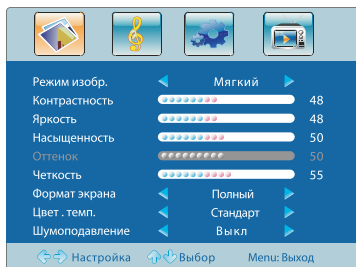 Режим изобр. Мягкий
Контрастность 48
Яркость 48
Насыщенность 50
Оттенок 50
Четкость 55
Формат экрана Полный
Цвет . темп. Стандарт
Шумоподавление Выкл
Настройка Выбор Menu: Выход